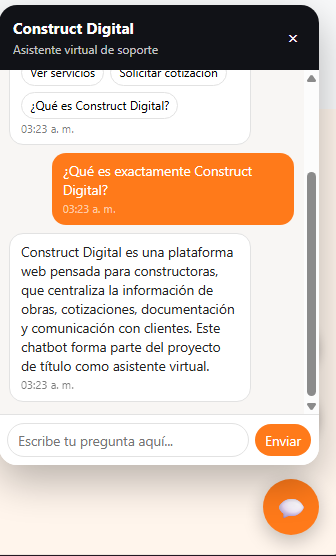 Construct Digital
Asistente virtual de soporte
×
Ver servicios
Solicitar cotización
¿Qué es Construct Digital?
03:23 a. m.
¿Qué es exactamente Construct
Digital?
03:23 a. m.
Construct Digital es una plataforma
web pensada para constructoras,
que centraliza la información de
obras, cotizaciones, documentación
y comunicación con clientes. Este
chatbot forma parte del proyecto
de título como asistente virtual.
03:23 a. m.
Escribe tu pregunta aquí...
Enviar